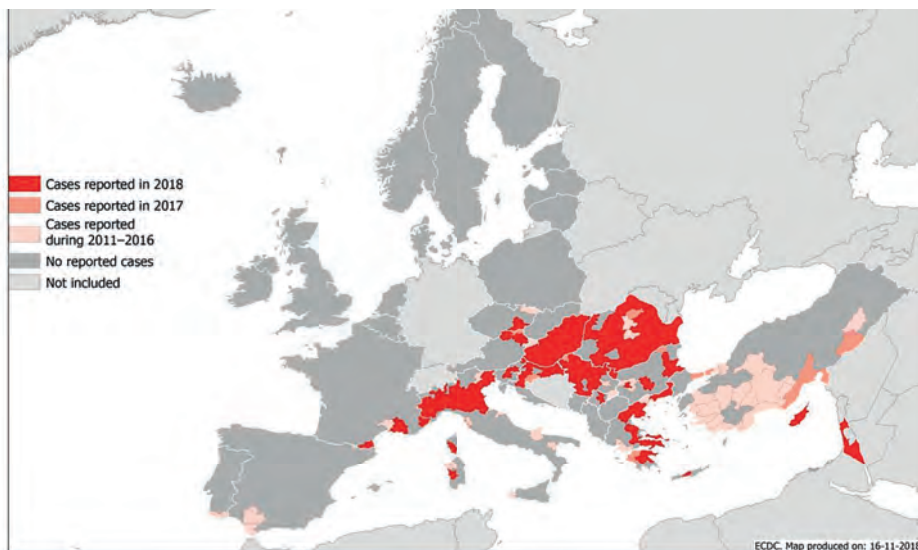 Cases reported in 2018
Cases reported in 2017
Cases reported
during 2011–2016
No reported cases
Not included
ECDC. Map produced on: 16-11-2018